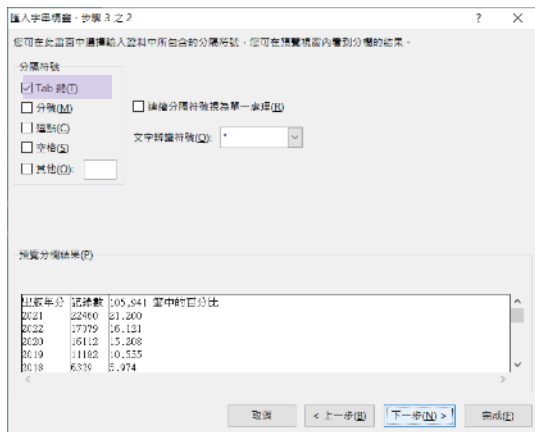 匯入字串精靈 - 步驟 3 之 2
您可在此畫面中選擇輸入資料中所包含的分隔符號，您可在預覽視窗內看到分欄的結果。
分隔符號
Tab 鍵(T)
分號(M)
逗點(C)
空格(S)
其他(O):
連續分隔符號視為單一處理(R)
文字辨識符號(Q): "
預覽分欄結果(P)
出版年分 記錄數 105,941 筆中的百分比
2021 22460 21.200
2022 17079 16.121
2020 16112 15.208
2019 11182 10.555
2018 6329 5.974
取消 < 上一步(B) 下一步(N) > 完成(F)